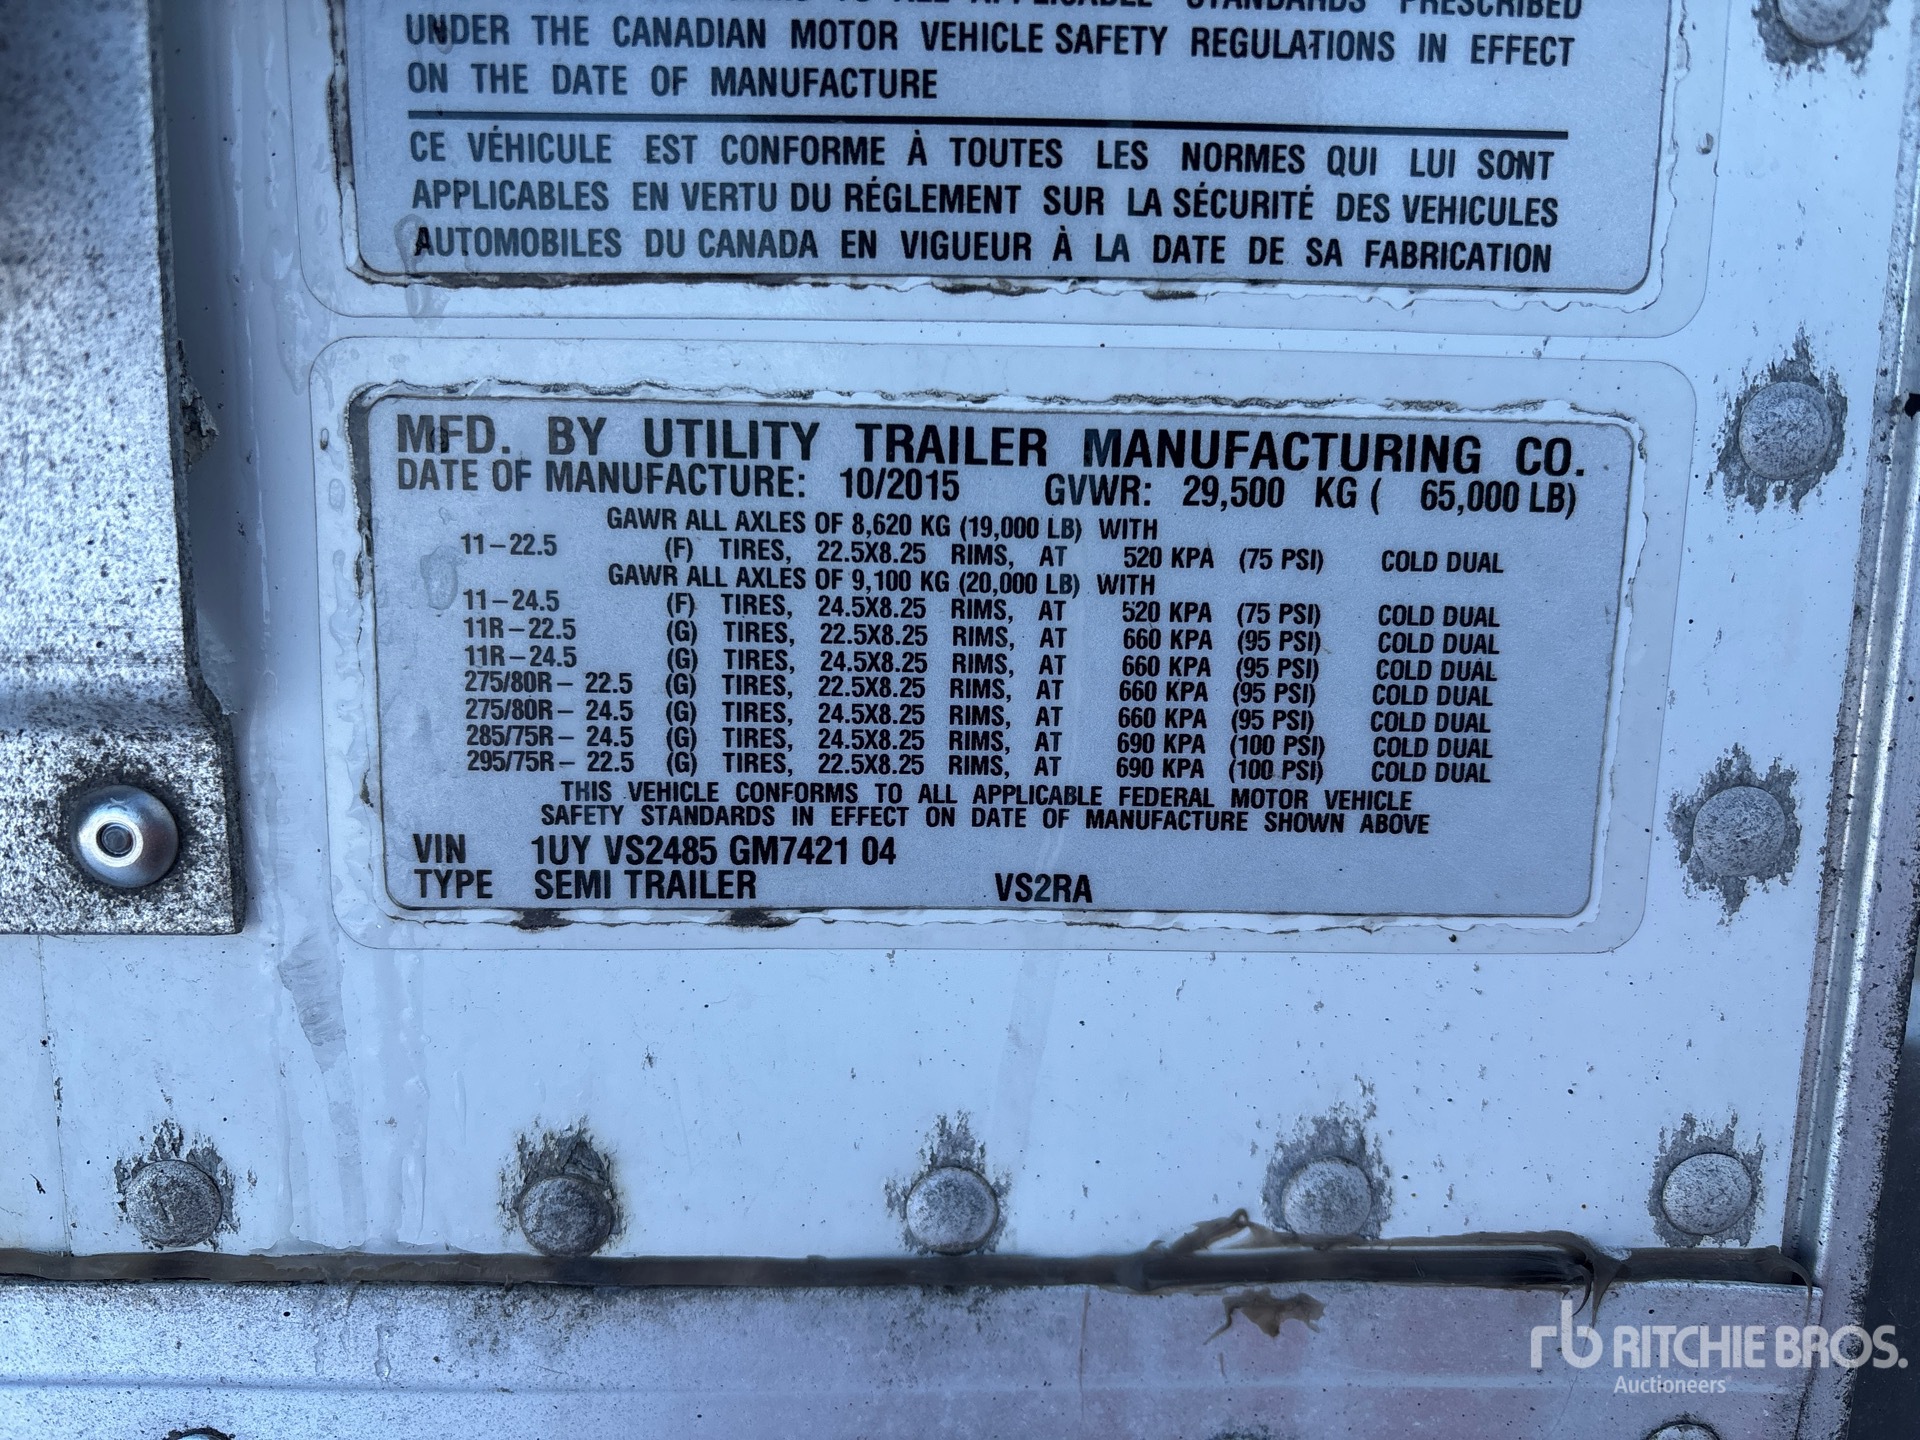 ALL APPLICABLE STANDARDS PRESCRIBED
UNDER THE CANADIAN MOTOR VEHICLE SAFETY REGULATIONS IN EFFECT
ON THE DATE OF MANUFACTURE
CE VÉHICULE EST CONFORME À TOUTES LES NORMES QUI LUI SONT
APPLICABLES EN VERTU DU RÉGLEMENT SUR LA SÉCURITÉ DES VEHICULES
AUTOMOBILES DU CANADA EN VIGUEUR À LA DATE DE SA FABRICATION
MFD. BY UTILITY TRAILER MANUFACTURING CO.
DATE OF MANUFACTURE: 10/2015 GVWR: 29,500 KG ( 65,000 LB)
GAWR ALL AXLES OF 8,620 KG (19,000 LB) WITH
11-22.5 (F) TIRES, 22.5X8.25 RIMS, AT 520 KPA (75 PSI) COLD DUAL
GAWR ALL AXLES OF 9,100 KG (20,000 LB) WITH
11-24.5 (F) TIRES, 24.5X8.25 RIMS, AT 520 KPA (75 PSI) COLD DUAL
11R-22.5 (G) TIRES, 22.5X8.25 RIMS, AT 660 KPA (95 PSI) COLD DUAL
11R-24.5 (G) TIRES, 24.5X8.25 RIMS, AT 660 KPA (95 PSI) COLD DUAL
275/80R- 22.5 (G) TIRES, 22.5X8.25 RIMS, AT 660 KPA (95 PSI) COLD DUAL
275/80R- 24.5 (G) TIRES, 24.5X8.25 RIMS, AT 660 KPA (95 PSI) COLD DUAL
285/75R- 24.5 (G) TIRES, 24.5X8.25 RIMS, AT 690 KPA (100 PSI) COLD DUAL
295/75R- 22.5 (G) TIRES, 22.5X8.25 RIMS, AT 690 KPA (100 PSI) COLD DUAL
THIS VEHICLE CONFORMS TO ALL APPLICABLE FEDERAL MOTOR VEHICLE
SAFETY STANDARDS IN EFFECT ON DATE OF MANUFACTURE SHOWN ABOVE
VIN 1UY VS2485 GM7421 04
TYPE SEMI TRAILER VS2RA
rb RITCHIE BROS.
Auctioneers